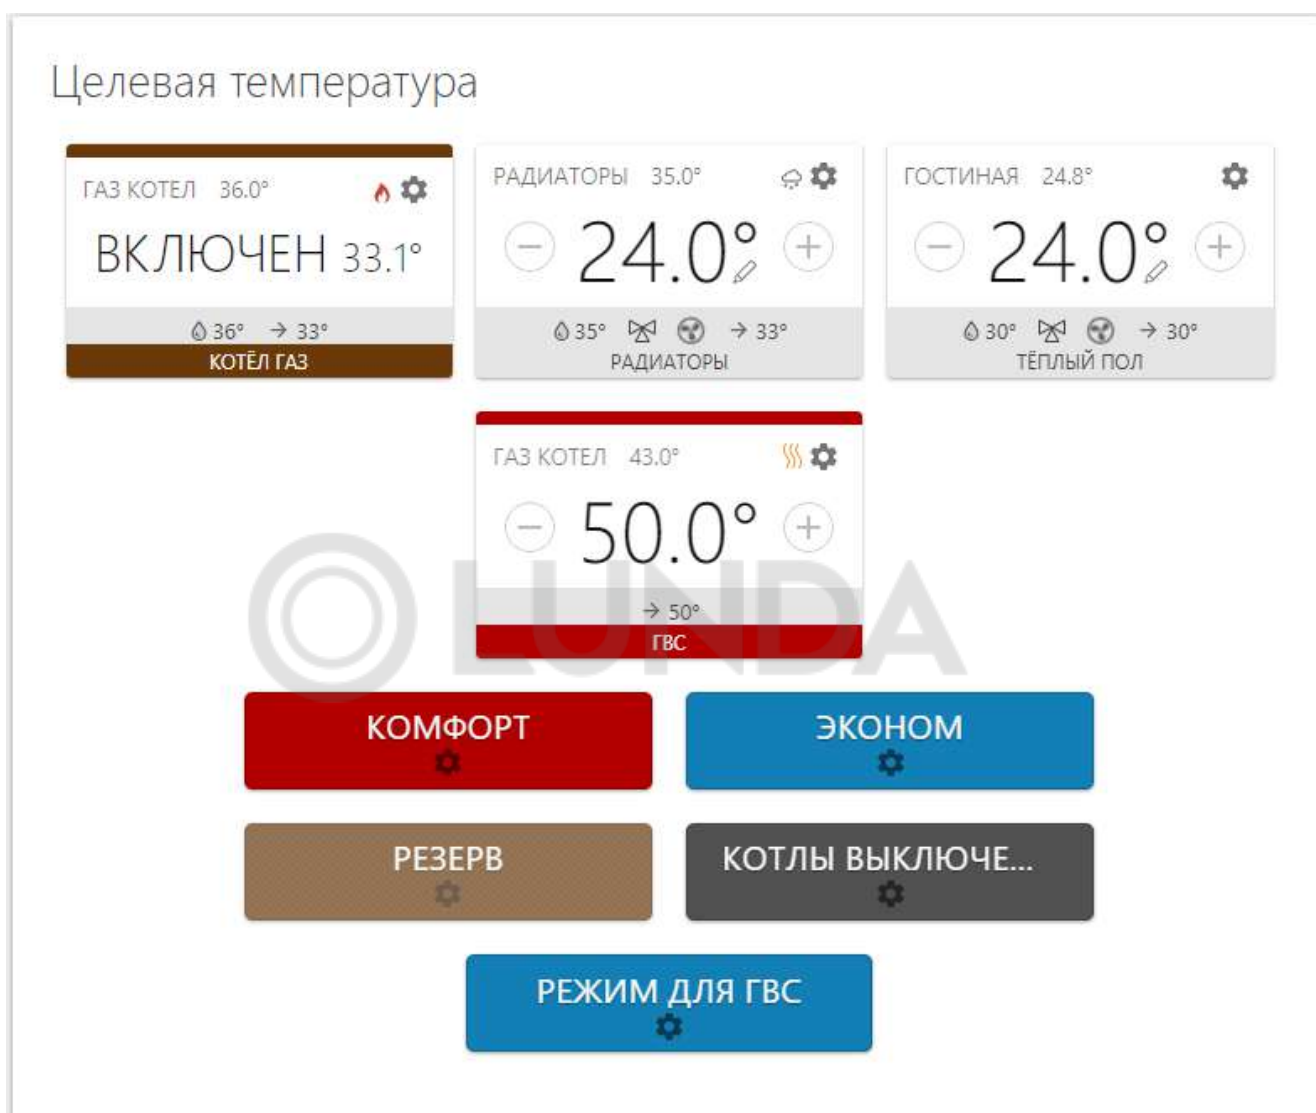 Целевая температура
ГАЗ КОТЕЛ 36.0°
ВКЛЮЧЕН 33.1°
36° → 33°
КОТЁЛ ГАЗ
РАДИАТОРЫ 35.0°
− 24.0° +
35° → 33°
РАДИАТОРЫ
ГОСТИНАЯ 24.8°
− 24.0° +
30° → 30°
ТЁПЛЫЙ ПОЛ
ГАЗ КОТЕЛ 43.0°
− 50.0° +
→ 50°
ГВС
LUNDA
КОМФОРТ
ЭКОНОМ
РЕЗЕРВ
КОТЛЫ ВЫКЛЮЧЕ...
РЕЖИМ ДЛЯ ГВС